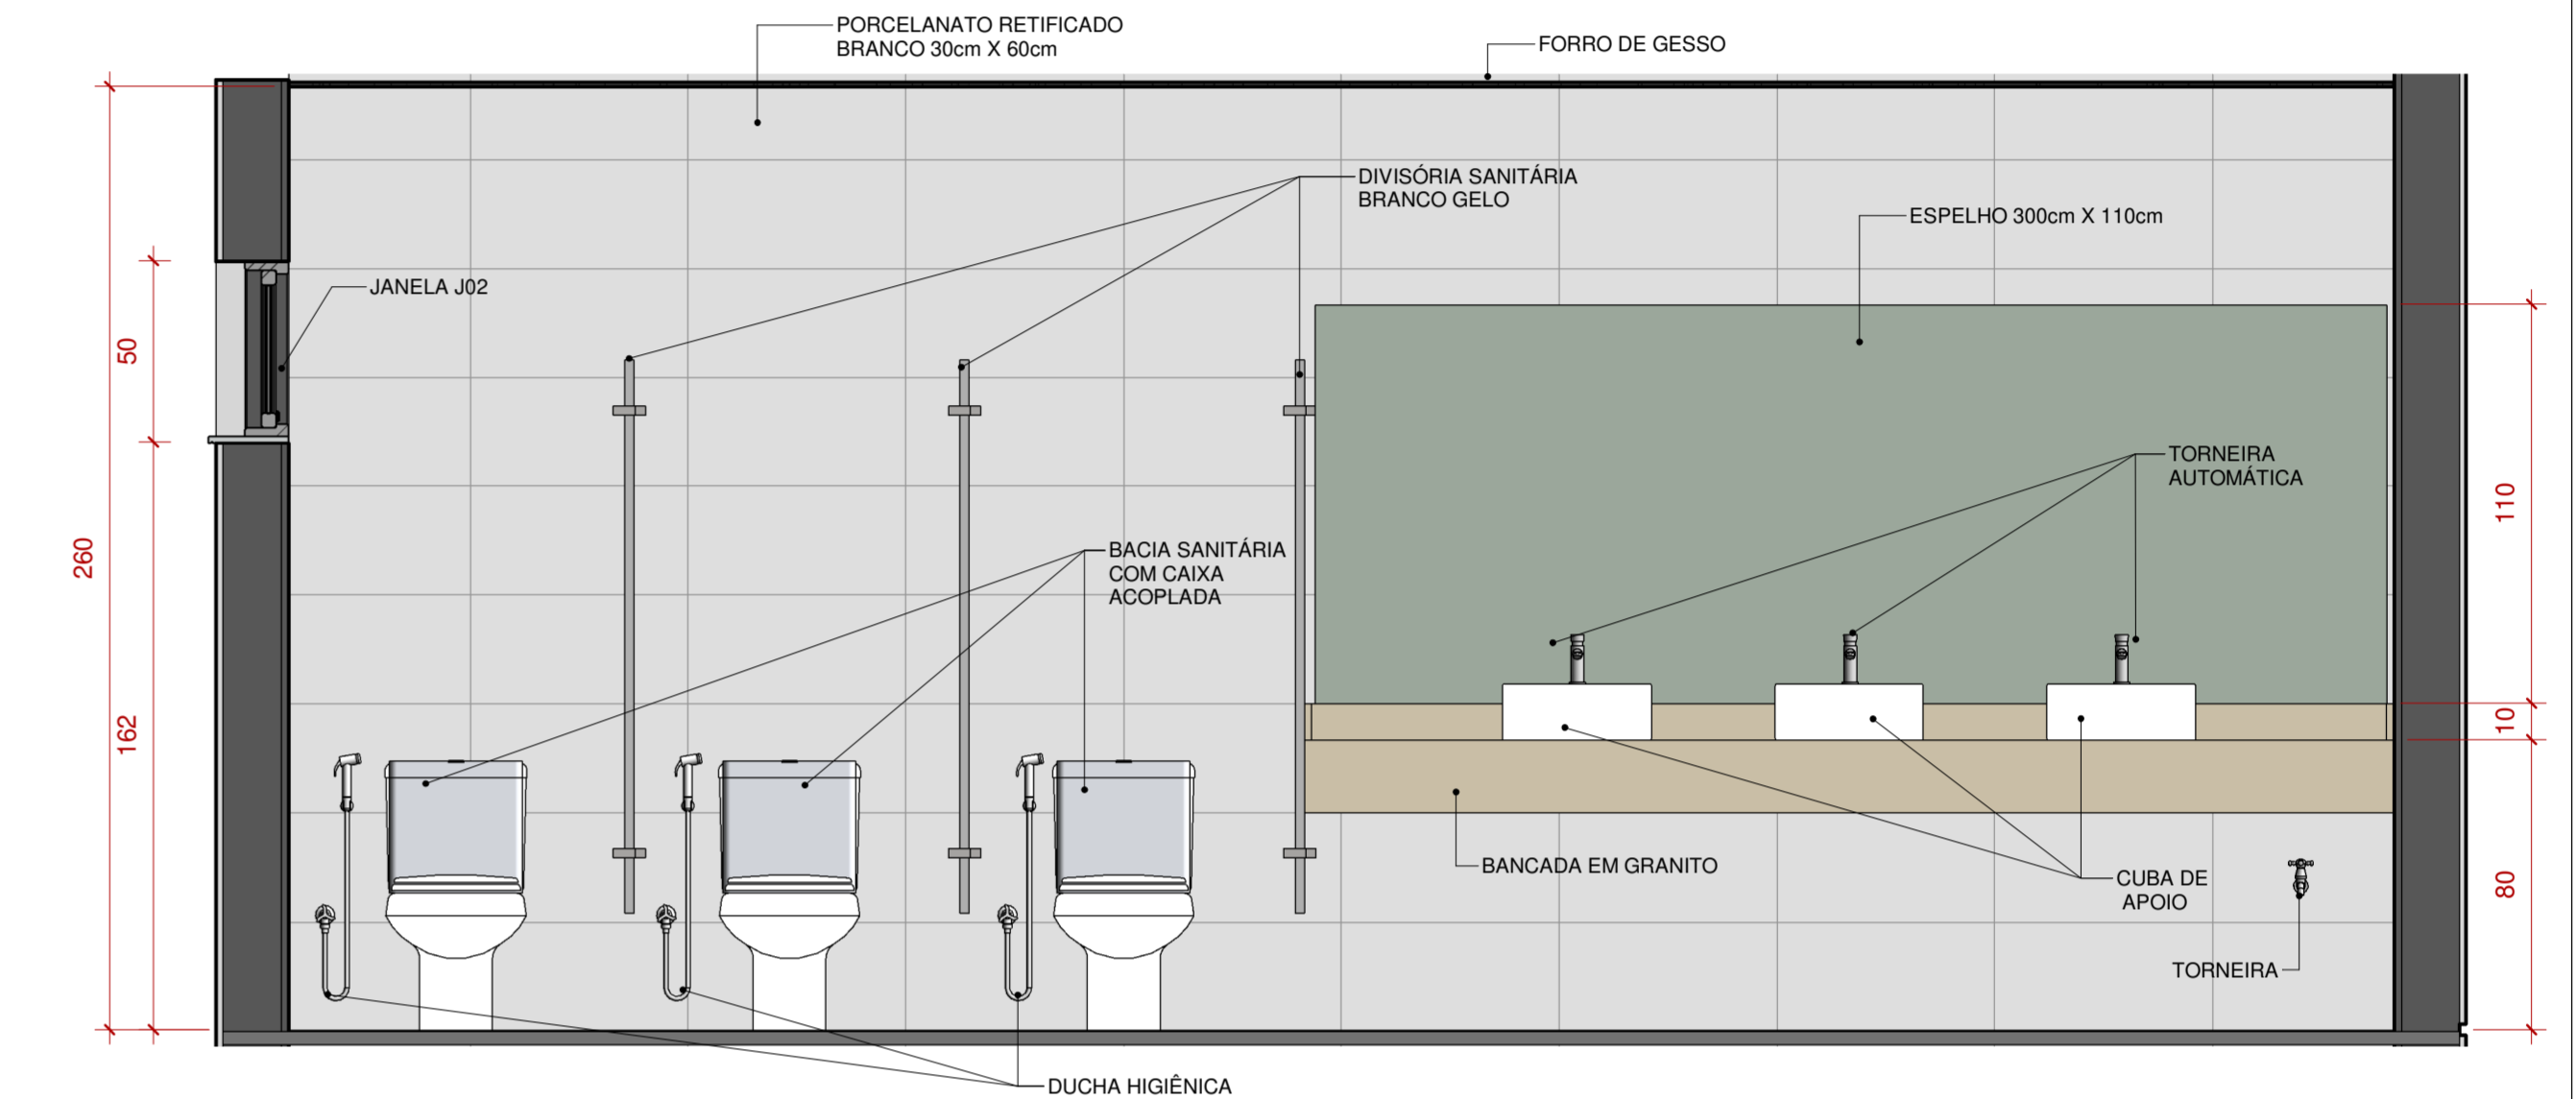 PORCELANATO RETIFICADO
BRANCO 30cm X 60cm
FORRO DE GESSO
DIVISÓRIA SANITÁRIA
BRANCO GELO
ESPELHO 300cm X 110cm
JANELA J02
50
TORNEIRA
AUTOMÁTICA
110
260
BACIA SANITÁRIA
COM CAIXA
ACOPLADA
162
10
BANCADA EM GRANITO
CUBA DE
APOIO
80
TORNEIRA
DUCHA HIGIÊNICA